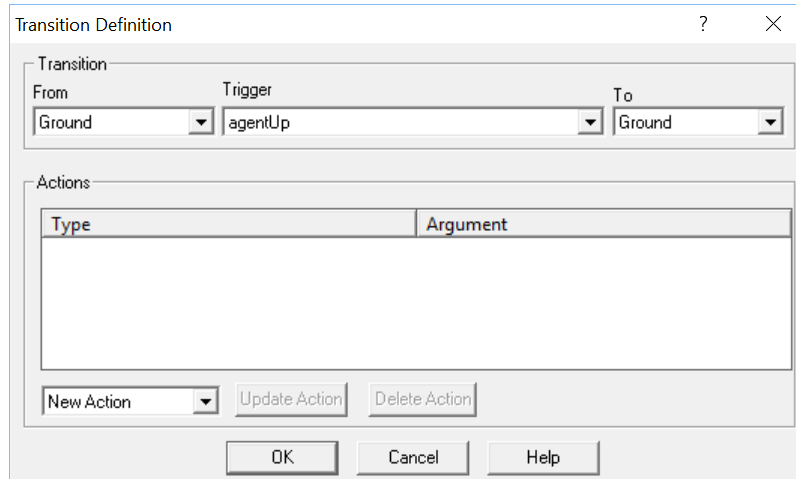 Transition Definition ?
Transition
From Trigger To
Ground agentUp Ground
Actions
Type Argument
New Action Update Action Delete Action
OK Cancel Help